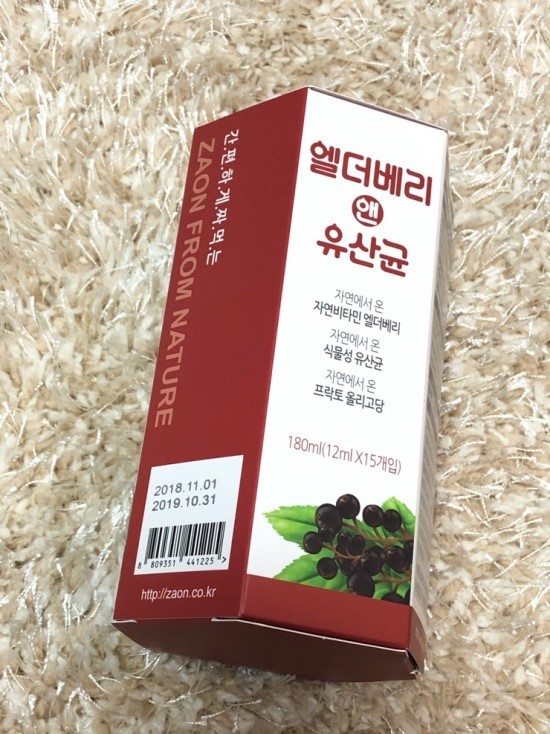 간.편.하.게.짜.먹.는
ZAON FROM NATURE
2018.11.01
2019.10.31
8 809351 441225 >
http://zaon.co.kr
엘더베리
앤
유산균
자연에서 온
자연비타민 엘더베리
자연에서 온
식물성 유산균
자연에서 온
프락토 올리고당
180ml(12ml X15개입)